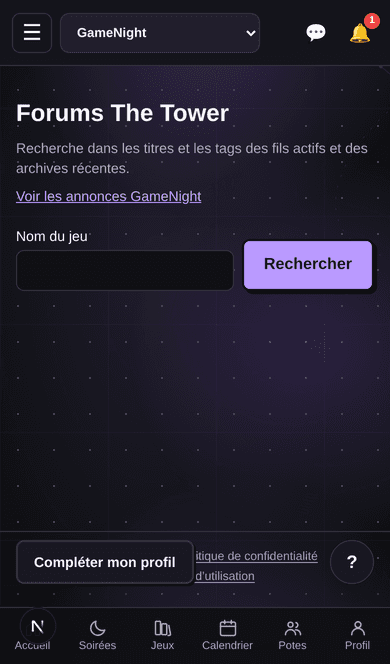 GameNight
1
Forums The Tower
Recherche dans les titres et les tags des fils actifs et des
archives récentes.
Voir les annonces GameNight
Nom du jeu
Rechercher
Compléter mon profil
itique de confidentialité
d'utilisation
?
N
Accueil
Soirées
Jeux
Calendrier
Potes
Profil